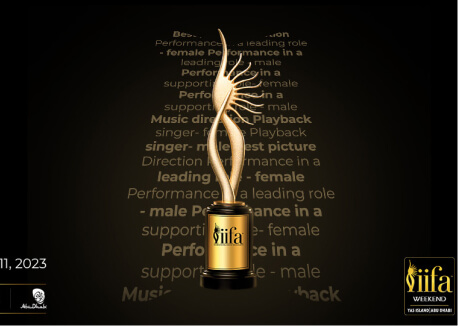 Performance in a leading role
- female Performance in a
leading role - male
Performance in a
supporting role- female
Performance in a
supporting role - male
Music direction Playback
singer- female Playback
singer- male Best picture
Direction Performance in a
leading role - female
Performance in a leading role
- male Performance in a
supporting role- female
Performance in a
supporting role - male
Music
back
iifa
11, 2023
Abu Dhabi
iifa
WEEKEND
YAS ISLAND|ABU DHABI